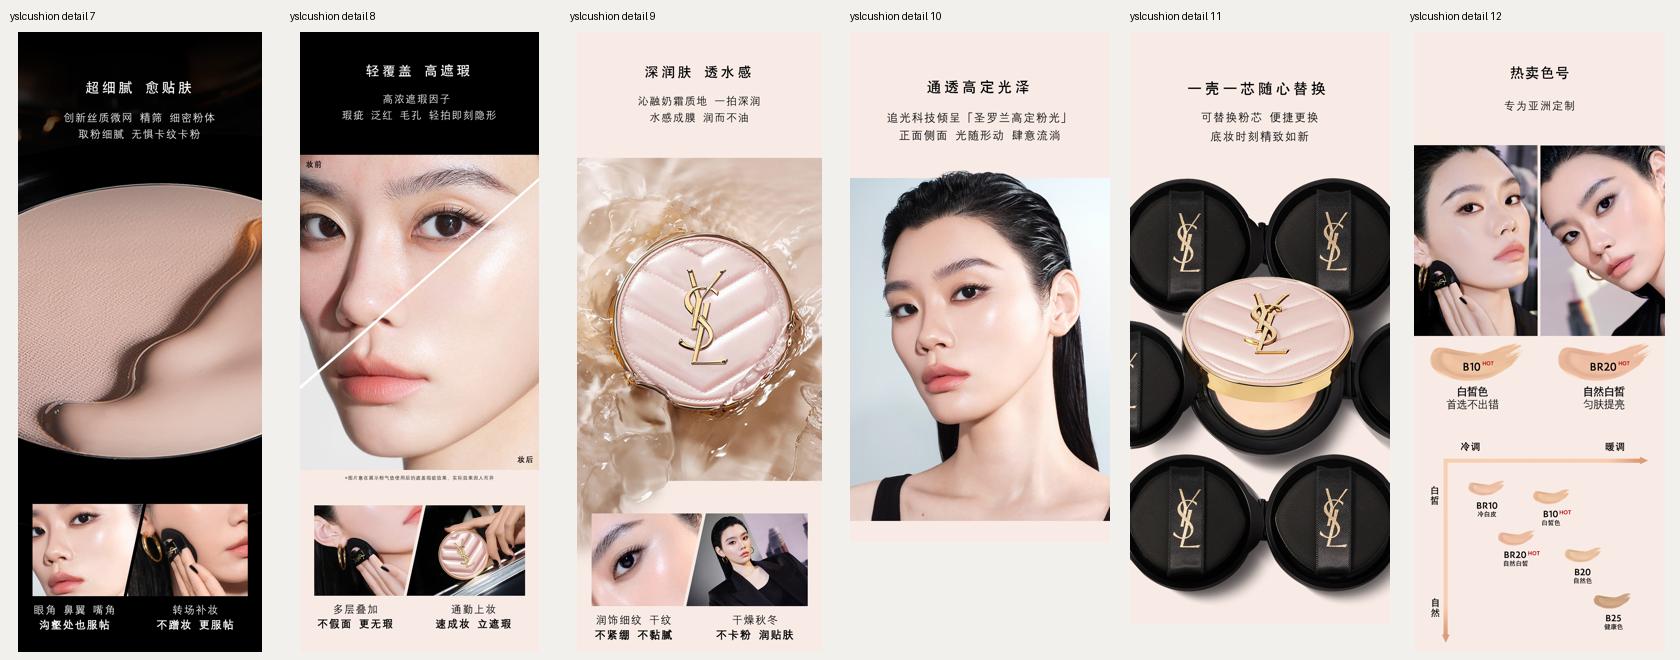 yslcushion detail 7
超细腻 愈贴肤
创新丝质微网 精筛 细密粉体
取粉细腻 无惧卡纹卡粉
眼角 鼻翼 嘴角
沟壑处也服帖
转场补妆
不蹭妆 更服帖
yslcushion detail 8
轻覆盖 高遮瑕
高浓遮瑕因子
瑕疵 泛红 毛孔 轻拍即刻隐形
妆前
妆后
多层叠加
不假面 更无瑕
通勤上妆
速成妆 立遮瑕
yslcushion detail 9
深润肤 透水感
沁融奶霜质地 一拍深润
水感成膜 润而不油
YSL
润饰细纹 干纹
不紧绷 不黏腻
干燥秋冬
不卡粉 润贴肤
yslcushion detail 10
通透高定光泽
追光科技倾呈「圣罗兰高定粉光」
正面侧面 光随形动 肆意流淌
yslcushion detail 11
一壳一芯随心替换
可替换粉芯 便捷更换
底妆时刻精致如新
YSL
YSL
YSL
YSL
YSL
yslcushion detail 12
热卖色号
专为亚洲定制
B10 HOT
白皙色
首选不出错
BR20 HOT
自然白皙
匀肤提亮
冷调
暖调
白皙
自然
BR10
冷白皮
B10 HOT
白皙色
BR20 HOT
自然白皙
B20
自然色
B25
健康色